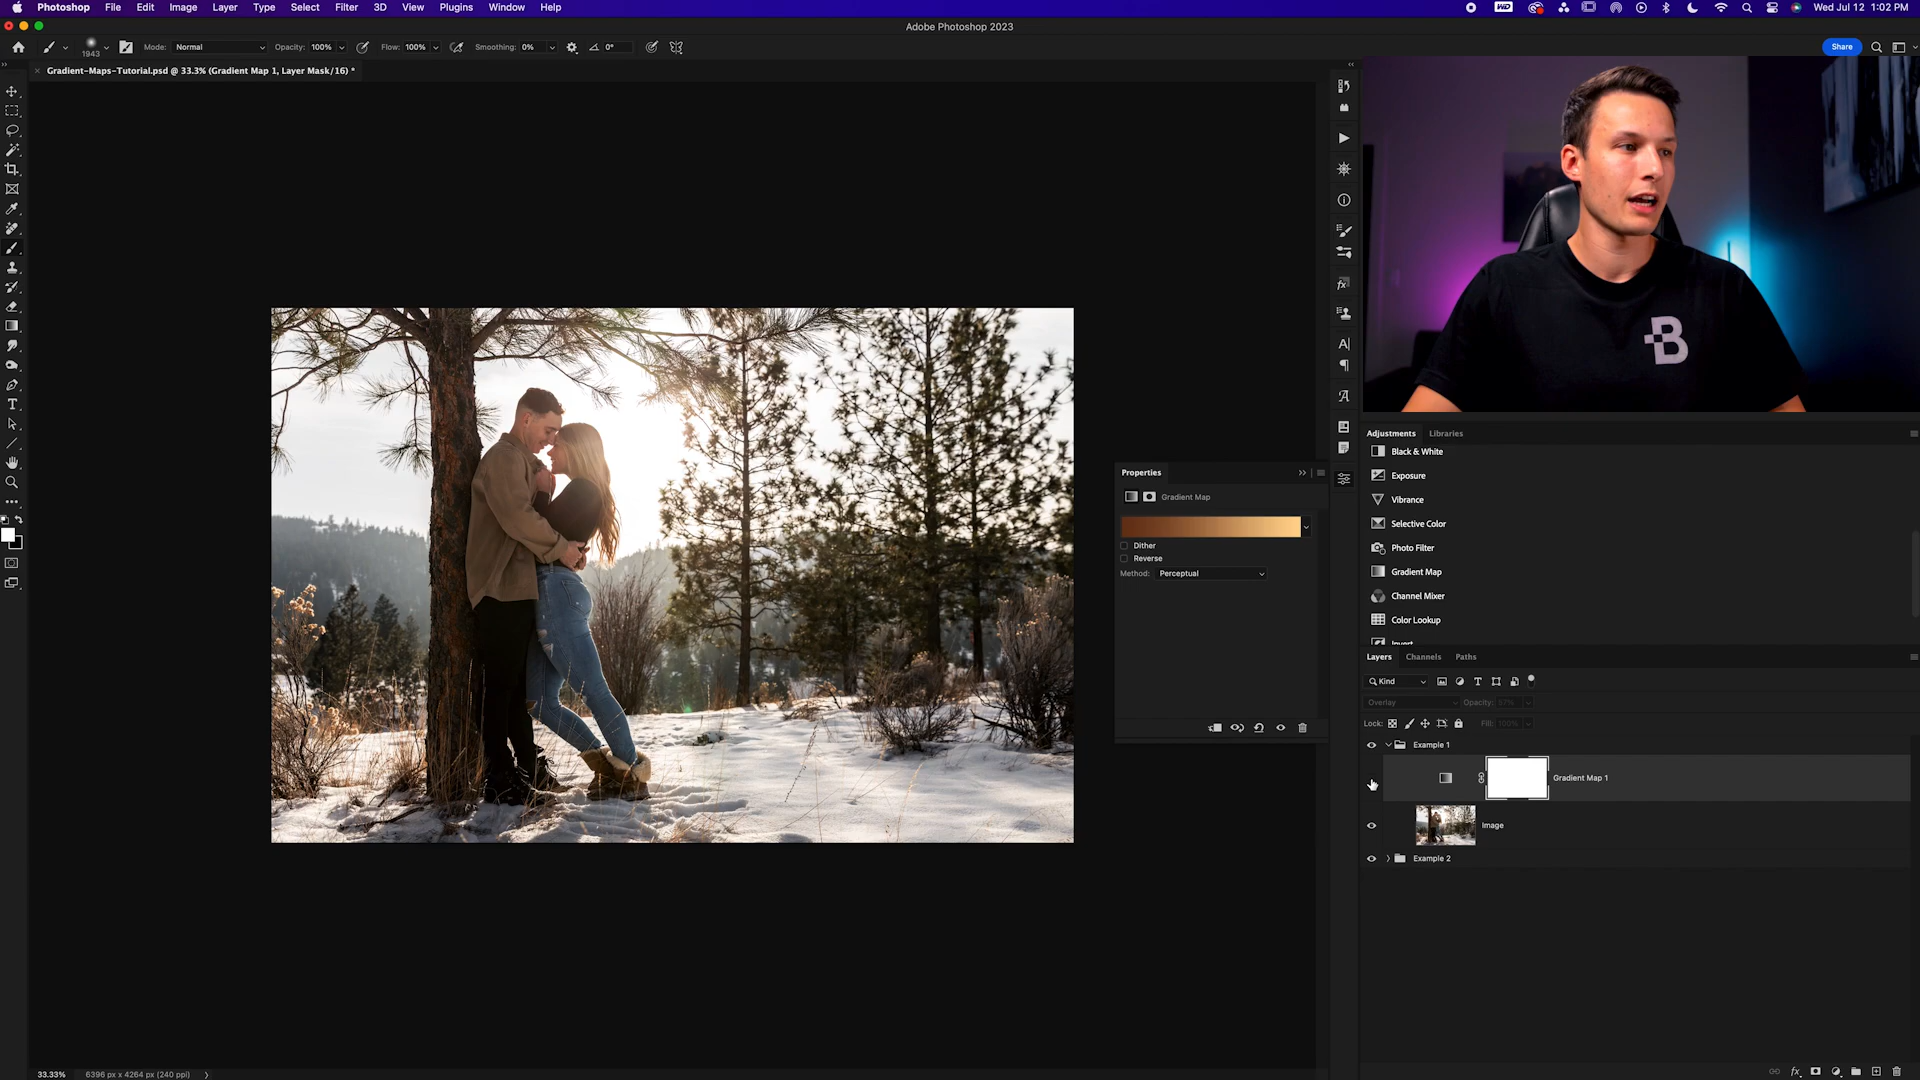 Photoshop File Edit Image Layer Type Select Filter 3D View Plugins Window Help Wed Jul 12 1:02 PM
Adobe Photoshop 2023
1943 Mode: Normal Opacity: 100% Flow: 100% Smoothing: 0% 0° Share
Gradient-Maps-Tutorial.psd @ 33.3% (Gradient Map 1, Layer Mask/16) *
B
Adjustments Libraries
Black & White
Exposure
Vibrance
Selective Color
Photo Filter
Gradient Map
Channel Mixer
Color Lookup
Invert
Properties
Gradient Map
Dither
Reverse
Method: Perceptual
Layers Channels Paths
Kind
Overlay Opacity:
Lock: Fill: 100%
Example 1
Gradient Map 1
Image
Example 2
33.33% 6396 px x 4264 px (240 ppi)